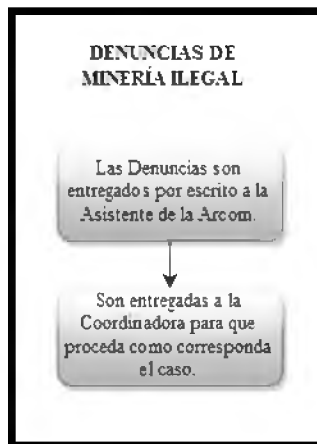 DENUNCIAS DE
MINERÍA ILEGAL
Las Denuncias son
entregados por escrito a la
Asistente de la Arcom.
Son entregadas a la
Coordinadora para que
proceda como corresponda
el caso.